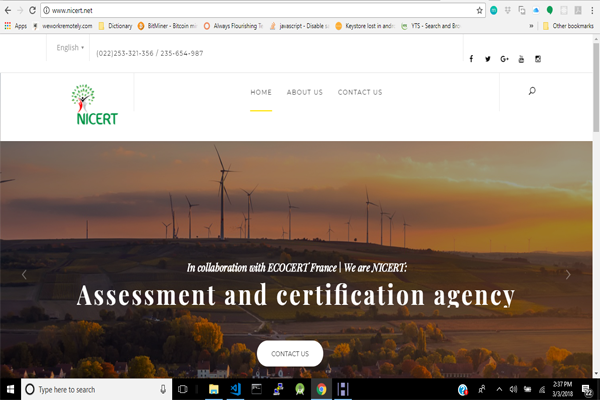 www.nicert.net
Apps weworkremotely.com Dictionary BitMiner - Bitcoin m Always Flourishing Te javascript - Disable s Keystore lost in andro YTS - Search and Bro » Other bookmarks
English (022)253-321-356 / 235-654-987
NICERT
HOME ABOUT US CONTACT US
In collaboration with ECOCERT France | We are NICERT:
Assessment and certification agency
CONTACT US
Type here to search
2:37 PM
3/3/2018
22